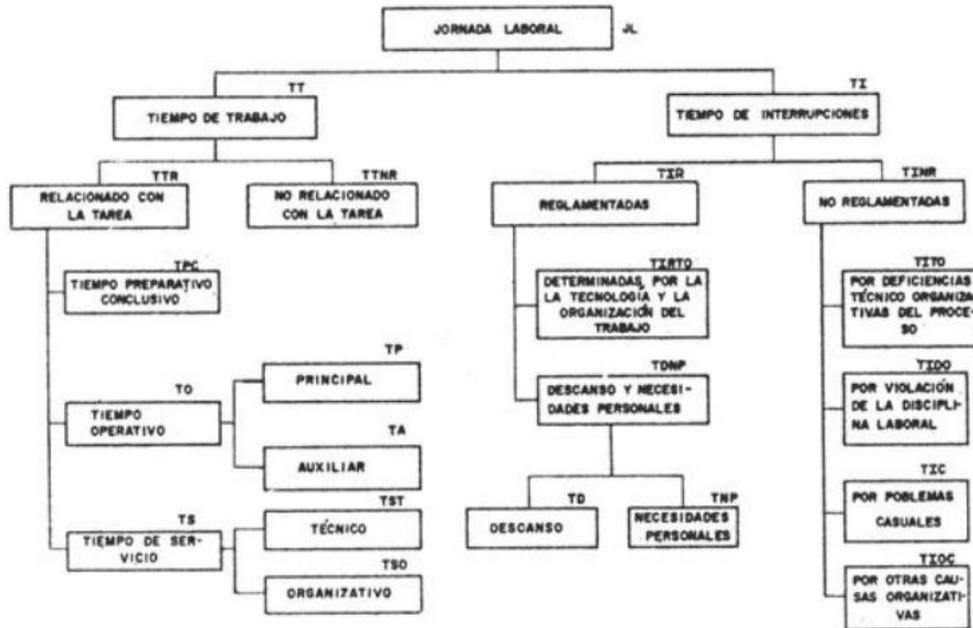 JORNADA LABORAL
JL
TT
TIEMPO DE TRABAJO
TI
TIEMPO DE INTERRUPCIONES
TTR
RELACIONADO CON
LA TAREA
TTNR
NO RELACIONADO
CON LA TAREA
TIR
REGLAMENTADAS
TINR
NO REGLAMENTADAS
TPC
TIEMPO PREPARATIVO
CONCLUSIVO
TO
TIEMPO
OPERATIVO
TP
PRINCIPAL
TA
AUXILIAR
TS
TIEMPO DE SER-
VICIO
TST
TÉCNICO
TSO
ORGANIZATIVO
TIRTO
DETERMINADAS POR LA
LA TECNOLOGÍA Y LA
ORGANIZACIÓN DEL
TRABAJO
TDNP
DESCANSO Y NECESI-
DADES PERSONALES
TD
DESCANSO
TNP
NECESIDADES
PERSONALES
TITO
POR DEFICIENCIAS
TÉCNICO ORGANIZA-
TIVAS DEL PROCE-
SO
TIDO
POR VIOLACIÓN
DE LA DISCIPLI-
NA LABORAL
TIC
POR POBLEMAS
CASUALES
TIOC
POR OTRAS CAU-
SAS ORGANIZATI-
VAS